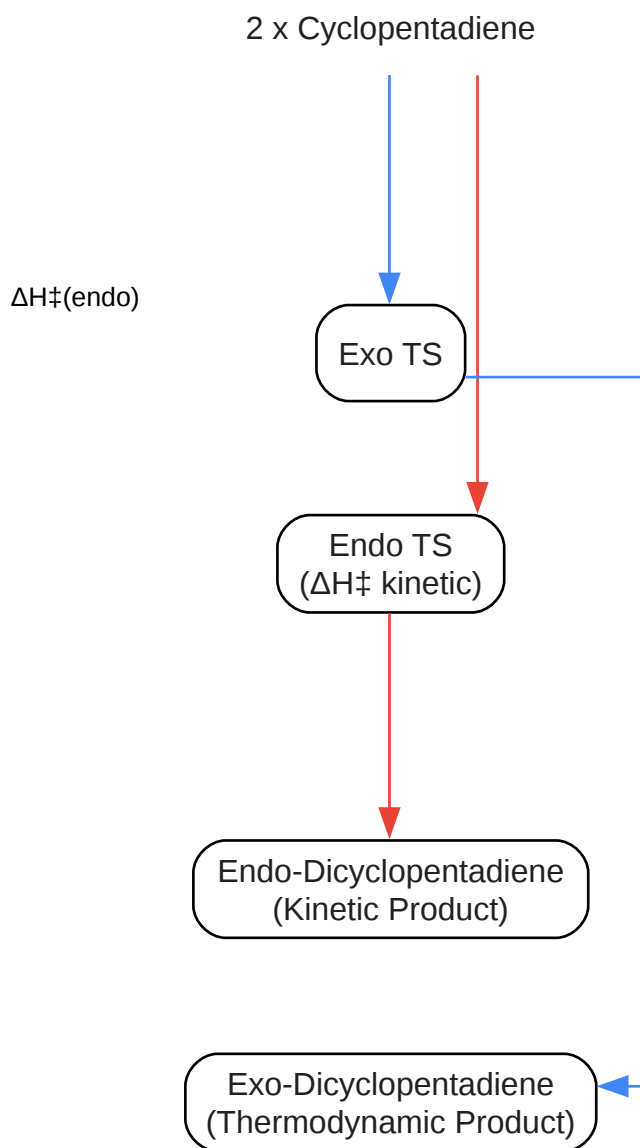 2 x Cyclopentadiene
ΔH‡(endo)
Exo TS
Endo TS
(ΔH‡ kinetic)
Endo-Dicyclopentadiene
(Kinetic Product)
Exo-Dicyclopentadiene
(Thermodynamic Product)